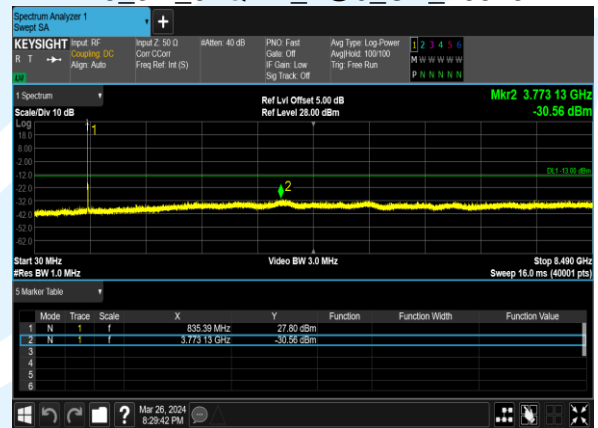 Spectrum Analyzer 1
Swept SA
+
KEYSIGHT Input: RF Input Z: 50 Ω #Atten: 40 dB PNO: Fast Avg Type: Log-Power 1 2 3 4 5 6
R T Coupling: DC Corr CCorr Gate: Off Avg|Hold: 100/100 M W W W W W
Align: Auto Freq Ref: Int (S) IF Gain: Low Trig: Free Run
Sig Track: Off P N N N N N
1 Spectrum Ref Lvl Offset 5.00 dB Mkr2 3.773 13 GHz
Scale/Div 10 dB Ref Level 28.00 dBm -30.56 dBm
Log
1
18.0
8.00
-2.00
DL1 -13.00 dBm
-12.0
-22.0
2
-32.0
-42.0
-52.0
-62.0
Start 30 MHz Video BW 3.0 MHz Stop 8.490 GHz
#Res BW 1.0 MHz Sweep 16.0 ms (40001 pts)
5 Marker Table
Mode Trace Scale X Y Function Function Width Function Value
1 N 1 f 835.39 MHz 27.80 dBm
2 N 1 f 3.773 13 GHz -30.56 dBm
3
4
5
6
? Mar 26, 2024
8:29:42 PM